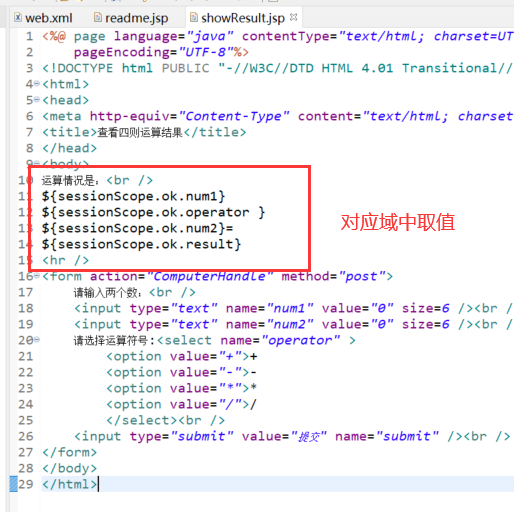 web.xml readme.jsp showResult.jsp
1 <%@ page language="java" contentType="text/html; charset=UT
2 pageEncoding="UTF-8"%>
3 <!DOCTYPE html PUBLIC "-//W3C//DTD HTML 4.01 Transitional//
4 <html>
5 <head>
6 <meta http-equiv="Content-Type" content="text/html; charset
7 <title>查看四则运算结果</title>
8 </head>
9 <body>
10 运算情况是：<br />
11 ${sessionScope.ok.num1}
12 ${sessionScope.ok.operator }
13 ${sessionScope.ok.num2}=
14 ${sessionScope.ok.result}
15 <hr />
对应域中取值
16 <form action="ComputerHandle" method="post">
17 请输入两个数：<br />
18 <input type="text" name="num1" value="0" size=6 /><br /
19 <input type="text" name="num2" value="0" size=6 /><br /
20 请选择运算符号:<select name="operator" >
21 <option value="+">+
22 <option value="-">-
23 <option value="*">*
24 <option value="/">/
25 </select><br />
26 <input type="submit" value="提交" name="submit" /><br />
27 </form>
28 </body>
29 </html>